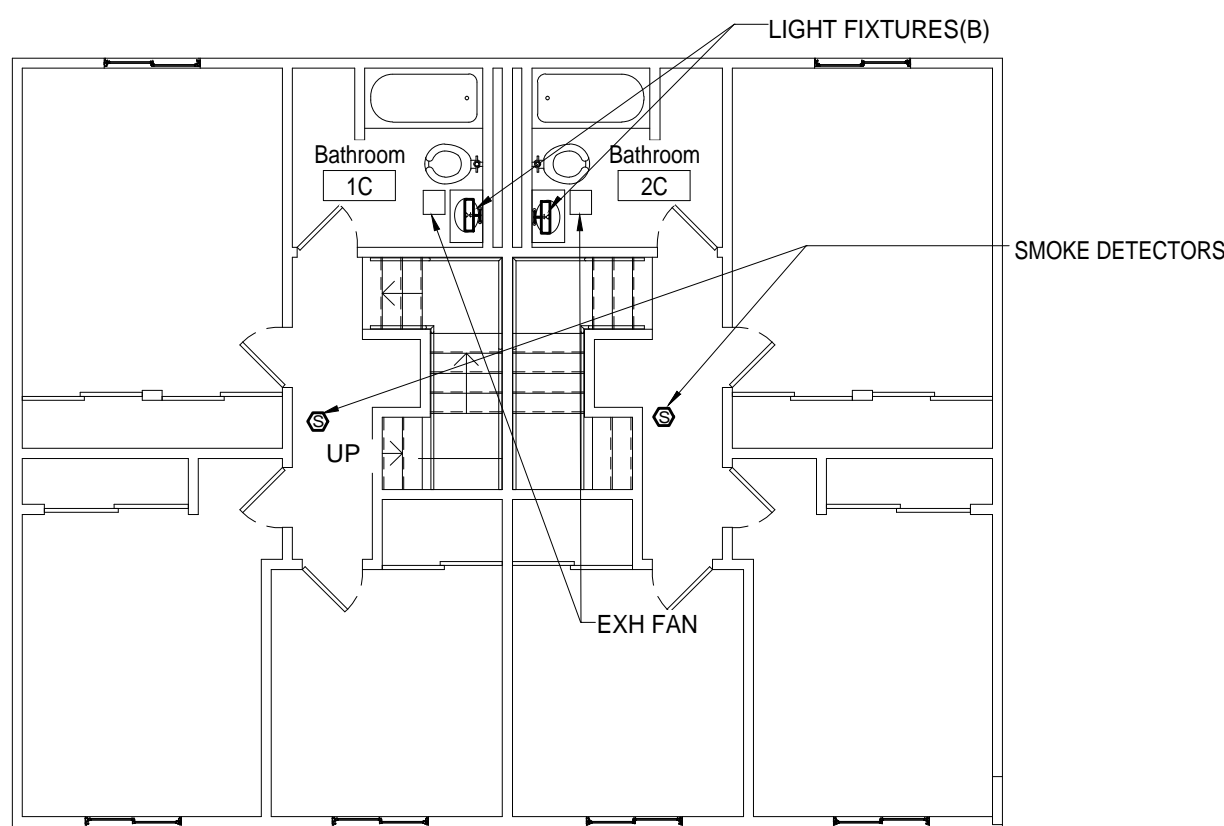 LIGHT FIXTURES(B)
Bathroom
1C
Bathroom
2C
SMOKE DETECTORS
S
S
UP
EXH FAN